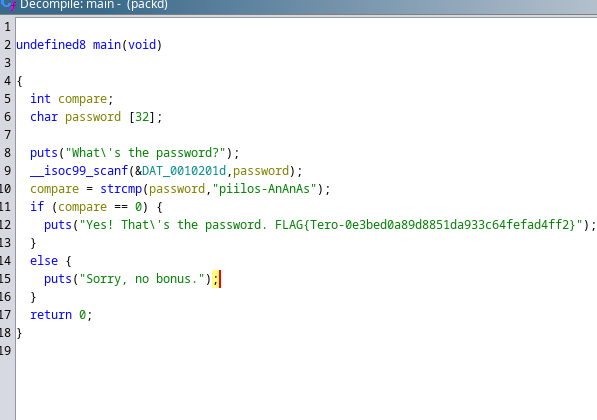 Decompile: main - (packd)
1
2 undefined8 main(void)
3
4 {
5 int compare;
6 char password [32];
7
8 puts("What\'s the password?");
9 __isoc99_scanf(&DAT_0010201d,password);
10 compare = strcmp(password,"piilos-AnAnAs");
11 if (compare == 0) {
12 puts("Yes! That\'s the password. FLAG{Tero-0e3bed0a89d8851da933c64fefad4ff2}");
13 }
14 else {
15 puts("Sorry, no bonus.");
16 }
17 return 0;
18 }
19